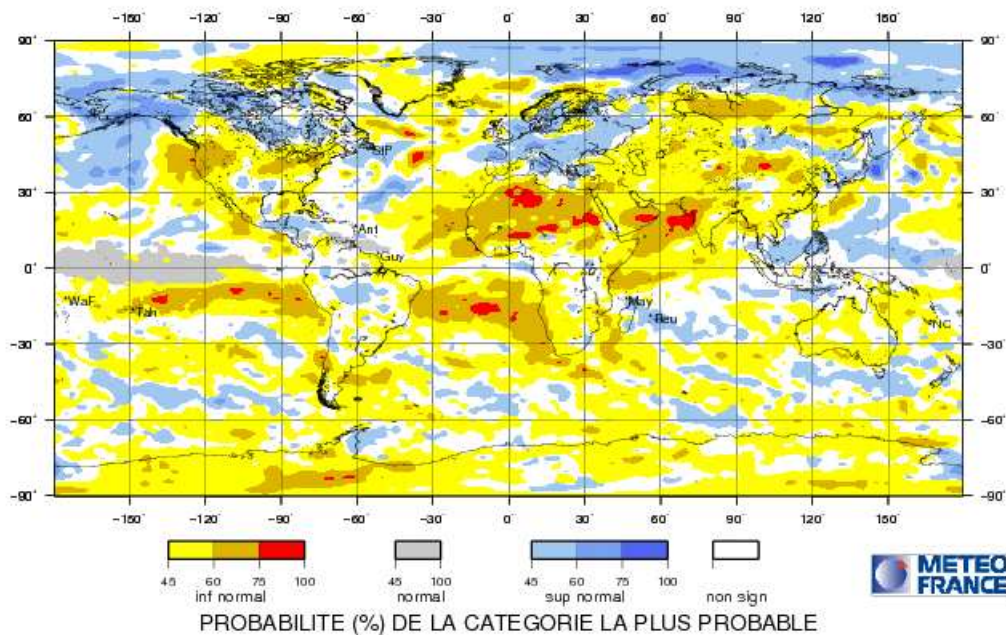 −150˚ −120˚ −90˚ −60˚ −30˚ 0˚ 30˚ 60˚ 90˚ 120˚ 150˚
90˚ 90˚
60˚ 60˚
SIP
30˚ 30˚
Ant
Guy
0˚ 0˚
WaF Tah May Reu NC
−30˚ −30˚
−60˚ −60˚
−90˚ −90˚
−150˚ −120˚ −90˚ −60˚ −30˚ 0˚ 30˚ 60˚ 90˚ 120˚ 150˚
45 60 75 100 45 100 45 60 75 100
inf normal normal sup normal non sign
METEO
FRANCE
PROBABILITE (%) DE LA CATEGORIE LA PLUS PROBABLE